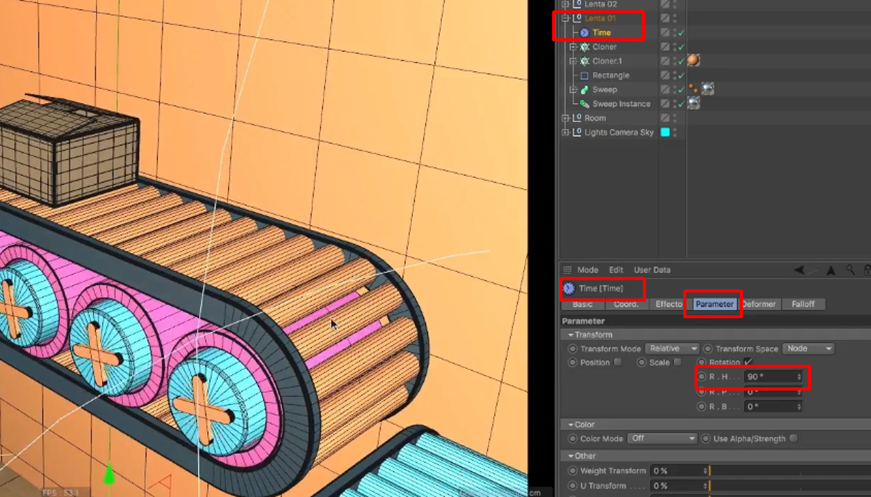 Lenta 02
Lenta 01
Time
Cloner
Cloner.1
Rectangle
Sweep
Sweep Instance
Room
Lights Camera Sky
Mode Edit User Data
Time [Time]
Basic Coord. Effecto Parameter Deformer Falloff
Parameter
Transform
Transform Mode Relative Transform Space Node
Position Scale Rotation
R . H . . . 90 °
R . P . . . 0 °
R . B . . . 0 °
Color
Color Mode Off Use Alpha/Strength
Other
Weight Transform 0 %
U Transform . . . . 0 %
FPS : 53.1
cm